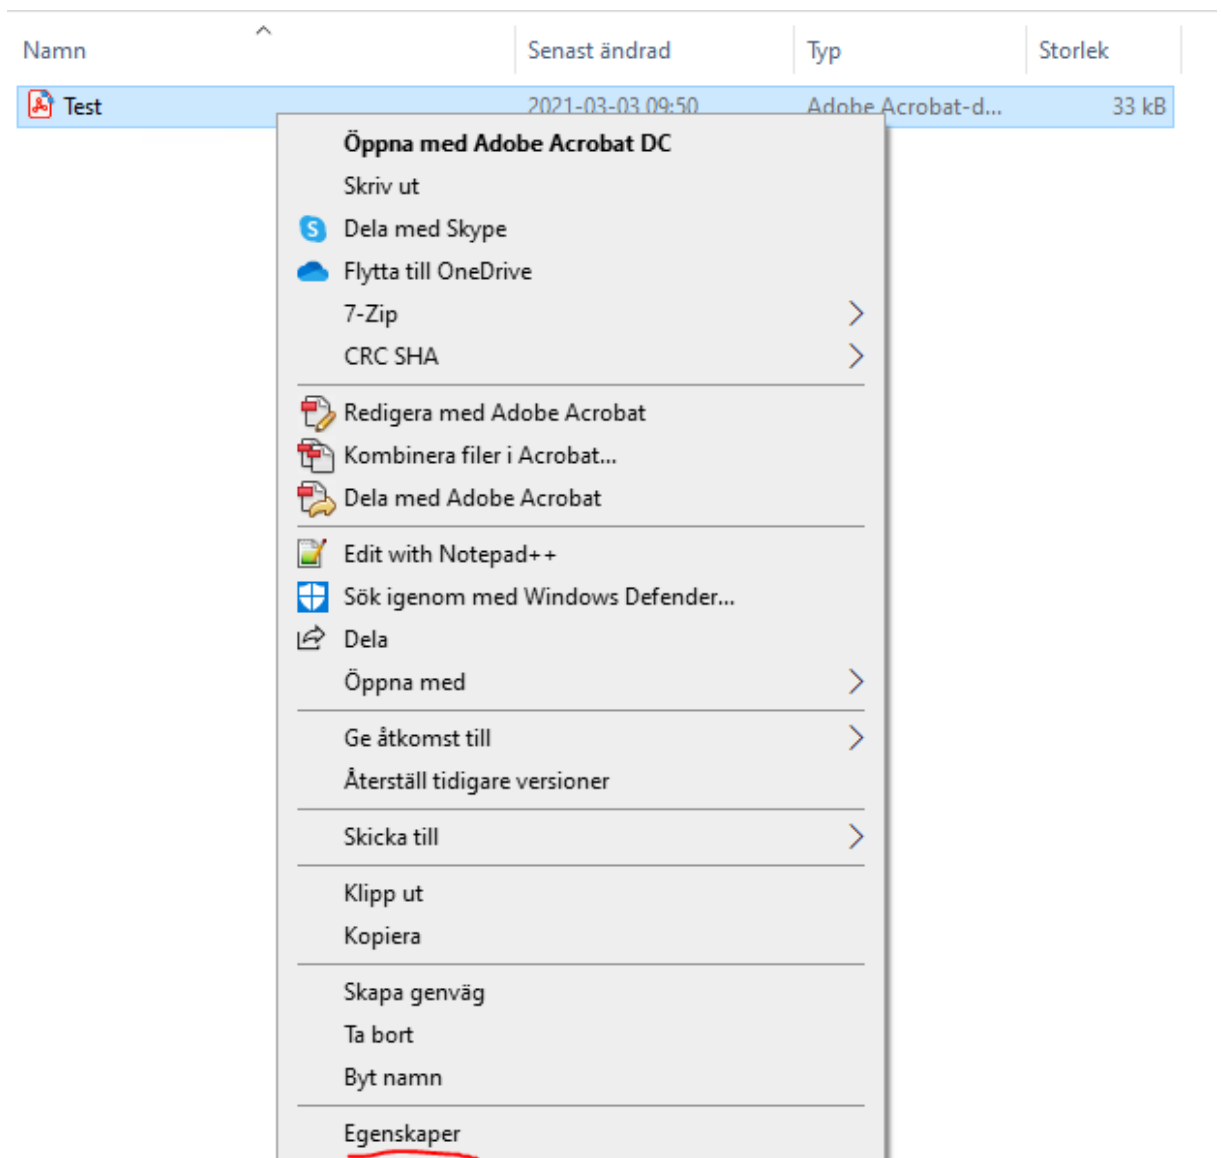 Namn Senast ändrad Typ Storlek
Test 2021-03-03 09:50 Adobe Acrobat-d... 33 kB
Öppna med Adobe Acrobat DC
Skriv ut
Dela med Skype
Flytta till OneDrive
7-Zip
CRC SHA
Redigera med Adobe Acrobat
Kombinera filer i Acrobat...
Dela med Adobe Acrobat
Edit with Notepad++
Sök igenom med Windows Defender...
Dela
Öppna med
Ge åtkomst till
Återställ tidigare versioner
Skicka till
Klipp ut
Kopiera
Skapa genväg
Ta bort
Byt namn
Egenskaper